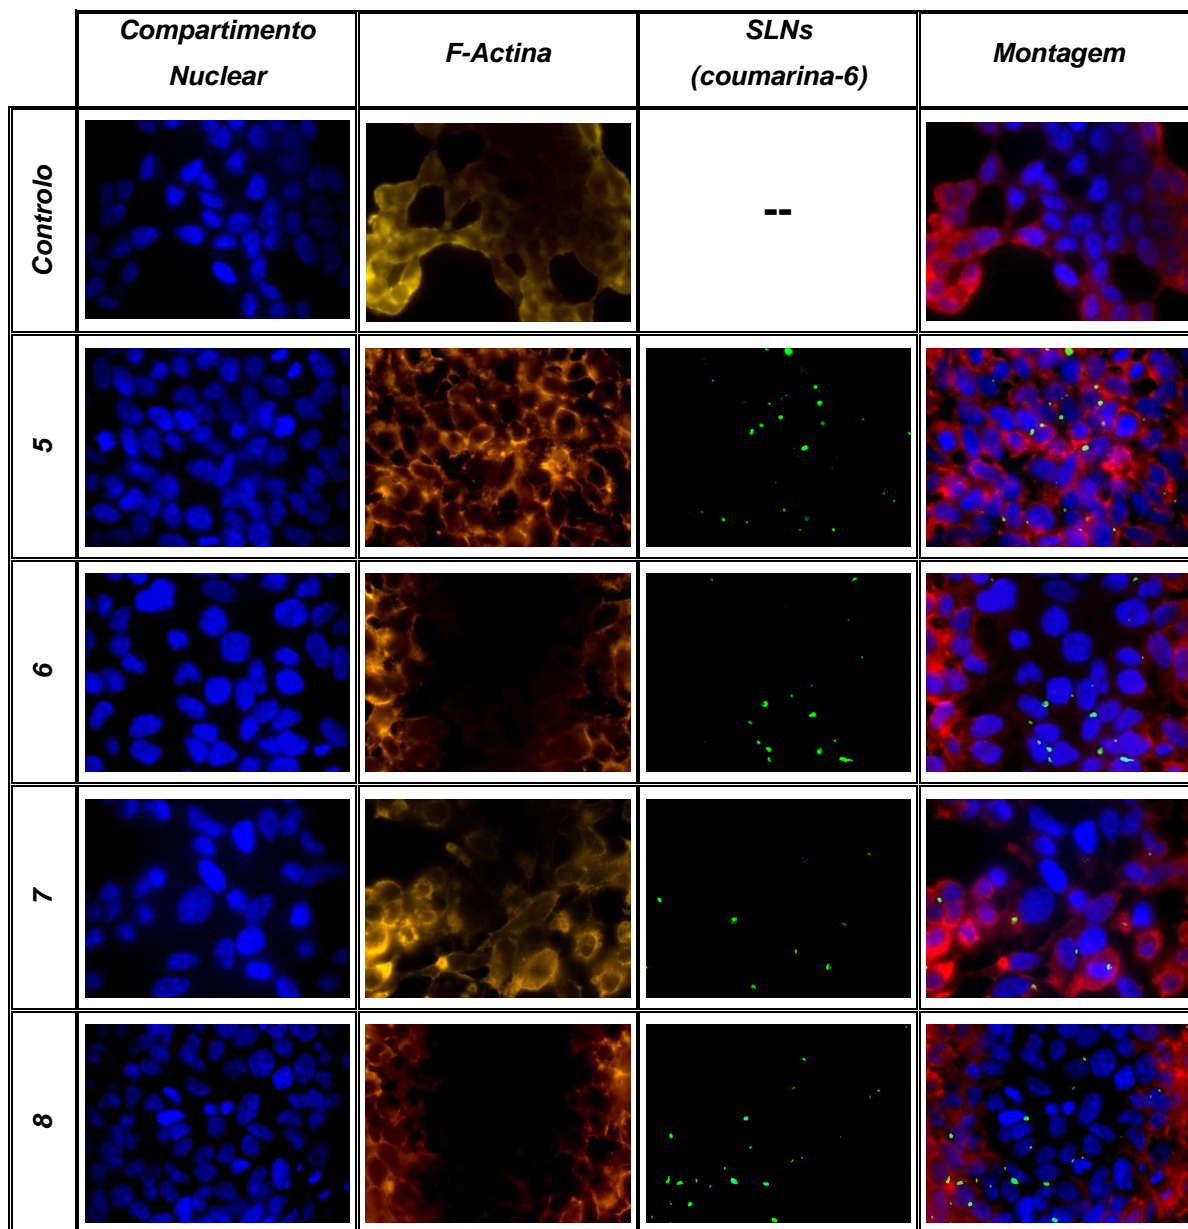 Compartimento
Nuclear
F-Actina
SLNs
(coumarina-6)
Montagem
Controlo
--
5
6
7
8